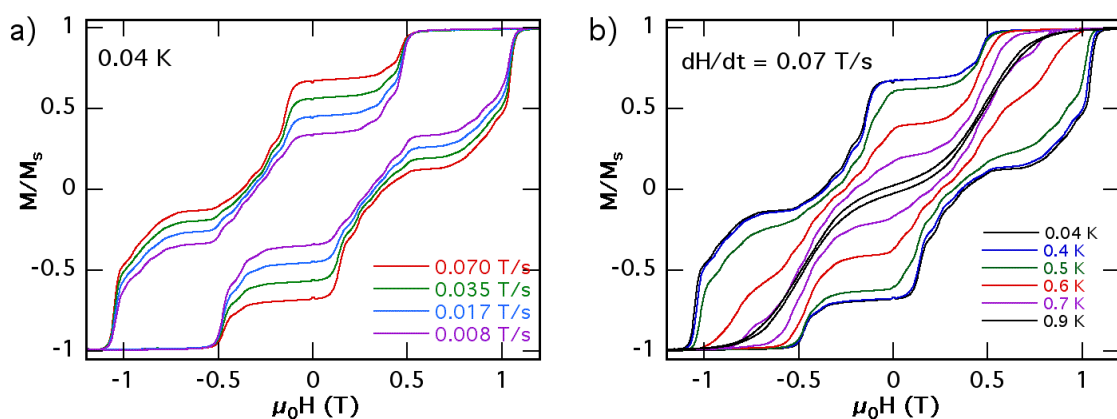 a)
0.04 K
M/Mₛ
1
0.5
0
-0.5
-1
0.070 T/s
0.035 T/s
0.017 T/s
0.008 T/s
-1
-0.5
0
0.5
1
μ₀H (T)
b)
dH/dt = 0.07 T/s
M/Mₛ
1
0.5
0
-0.5
-1
0.04 K
0.4 K
0.5 K
0.6 K
0.7 K
0.9 K
-1
-0.5
0
0.5
1
μ₀H (T)